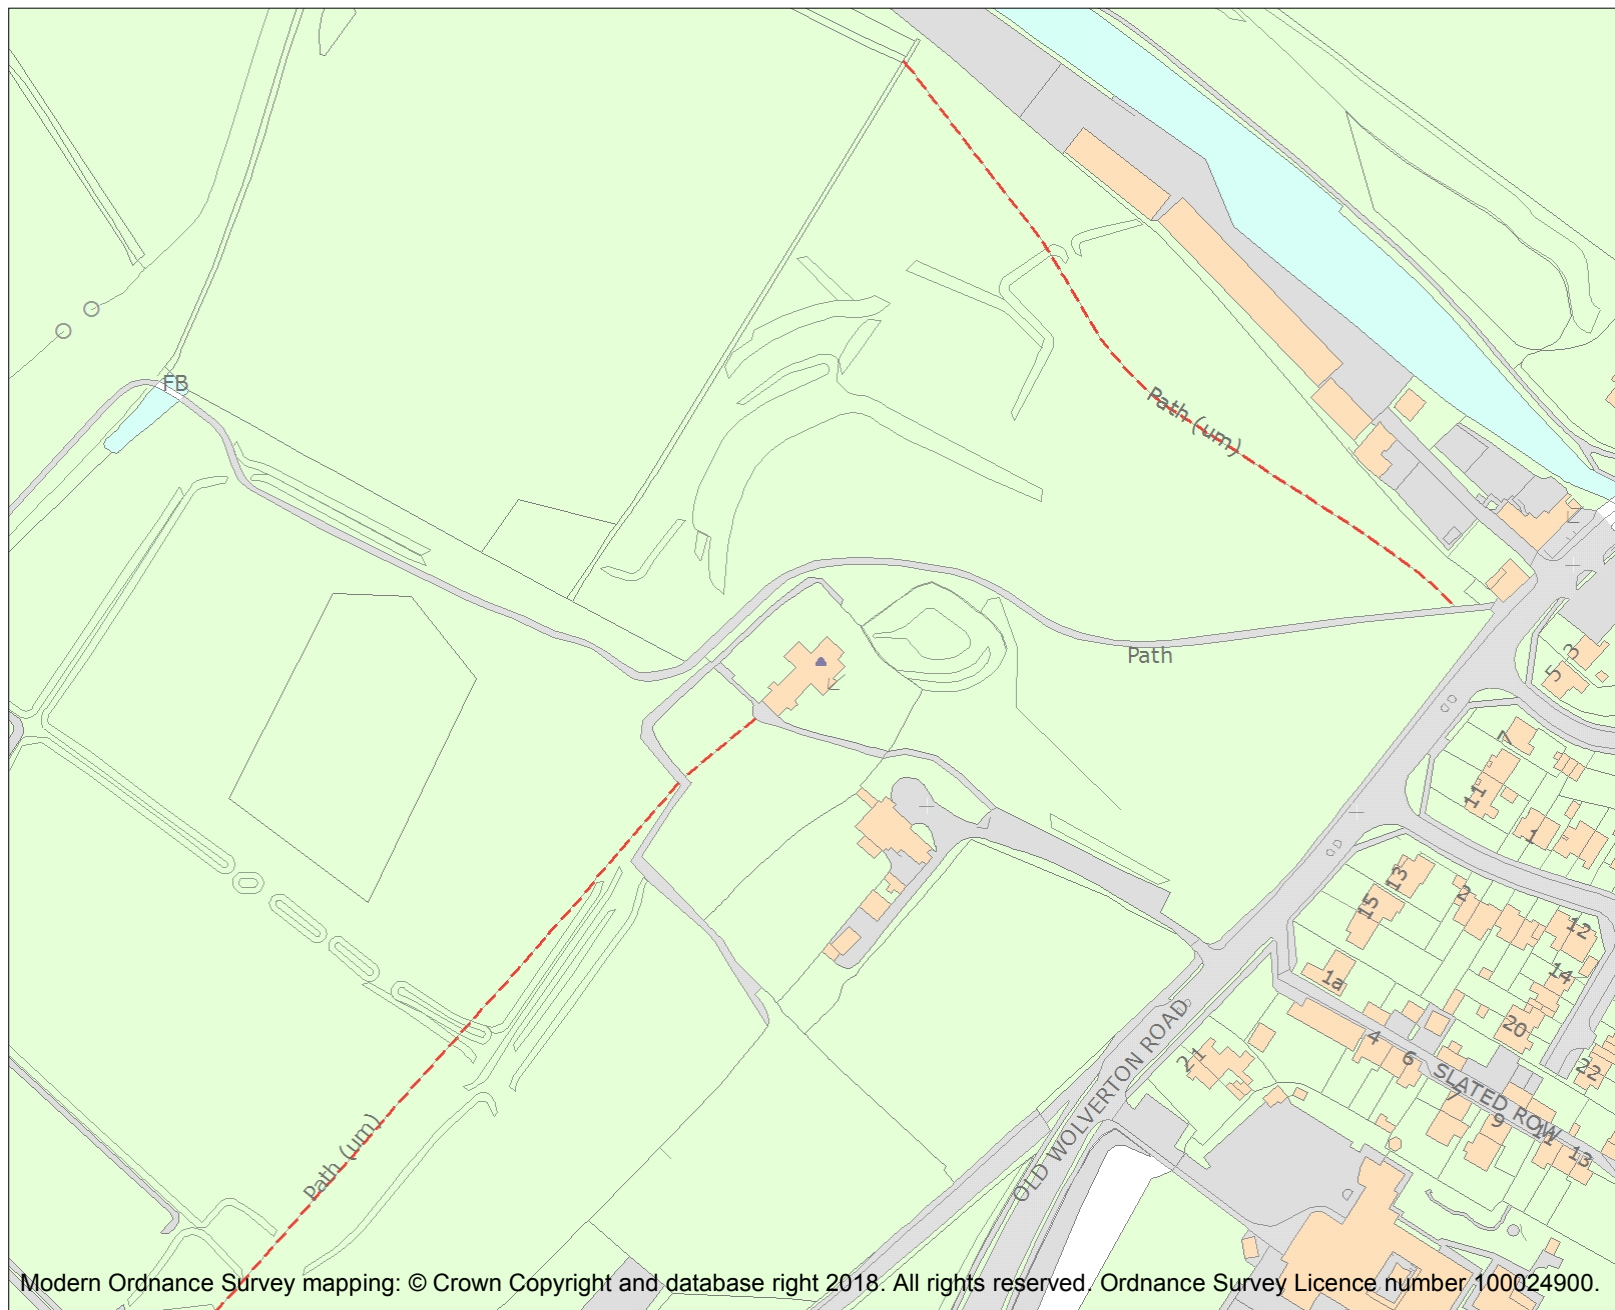 FB
Path (um)
Path
3
5
7
11
1
13
15
2
12
1a
14
20
4
6
22
21
OLD WOLVERTON ROAD
SLATED ROW
7
9
11
13
Path (um)
Modern Ordnance Survey mapping: © Crown Copyright and database right 2018. All rights reserved. Ordnance Survey Licence number 100024900.